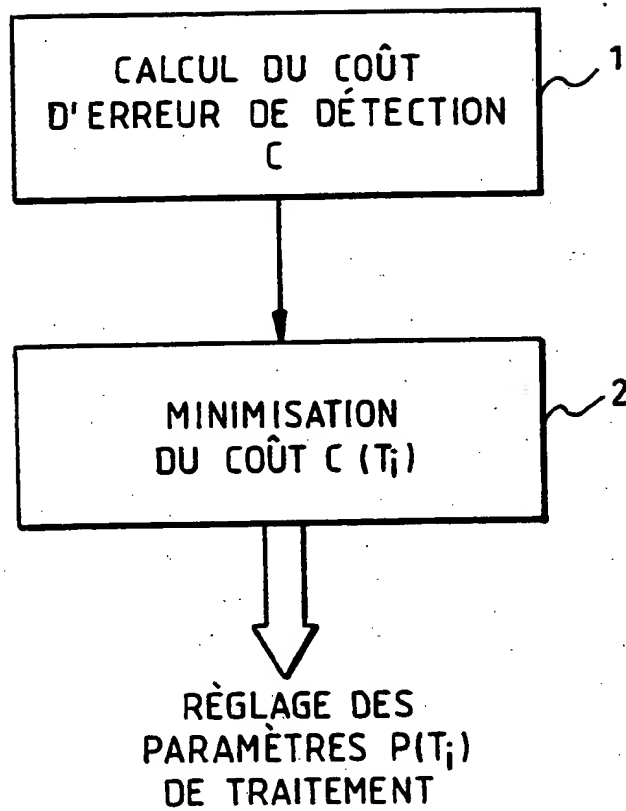 CALCUL DU COÛT
D'ERREUR DE DÉTECTION
C
1
MINIMISATION
DU COÛT C (Ti)
2
RÈGLAGE DES
PARAMÈTRES P(Ti)
DE TRAITEMENT